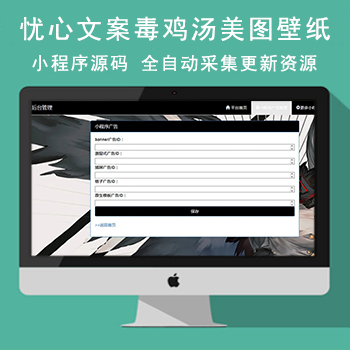 忧心文案毒鸡汤美图壁纸
小程序源码 全自动采集更新资源
后台管理
平台首页
小程序广告
banner广告ID：
激励式广告ID：
插屏广告ID：
格子广告ID：
原生模板广告ID：
保存
>>返回首页